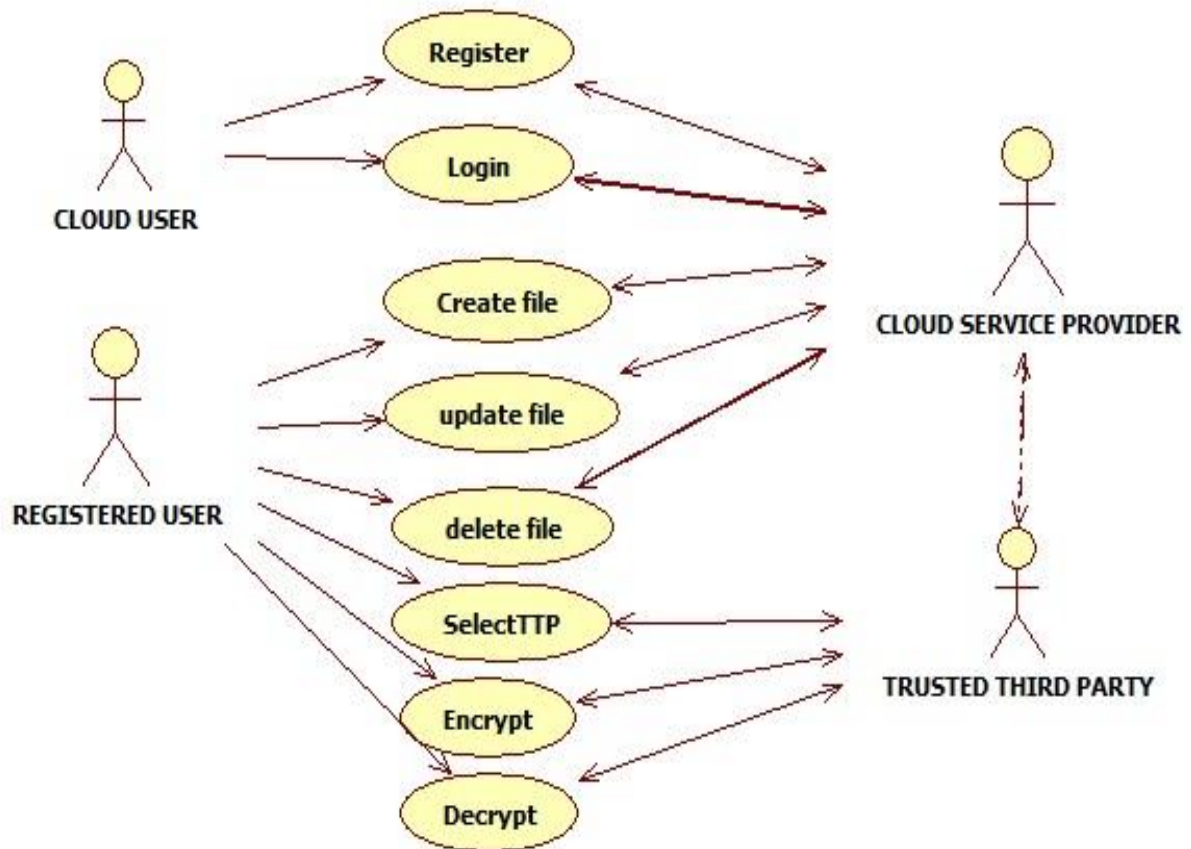 Register
Login
CLOUD USER
Create file
CLOUD SERVICE PROVIDER
update file
REGISTERED USER
delete file
SelectTTP
TRUSTED THIRD PARTY
Encrypt
Decrypt